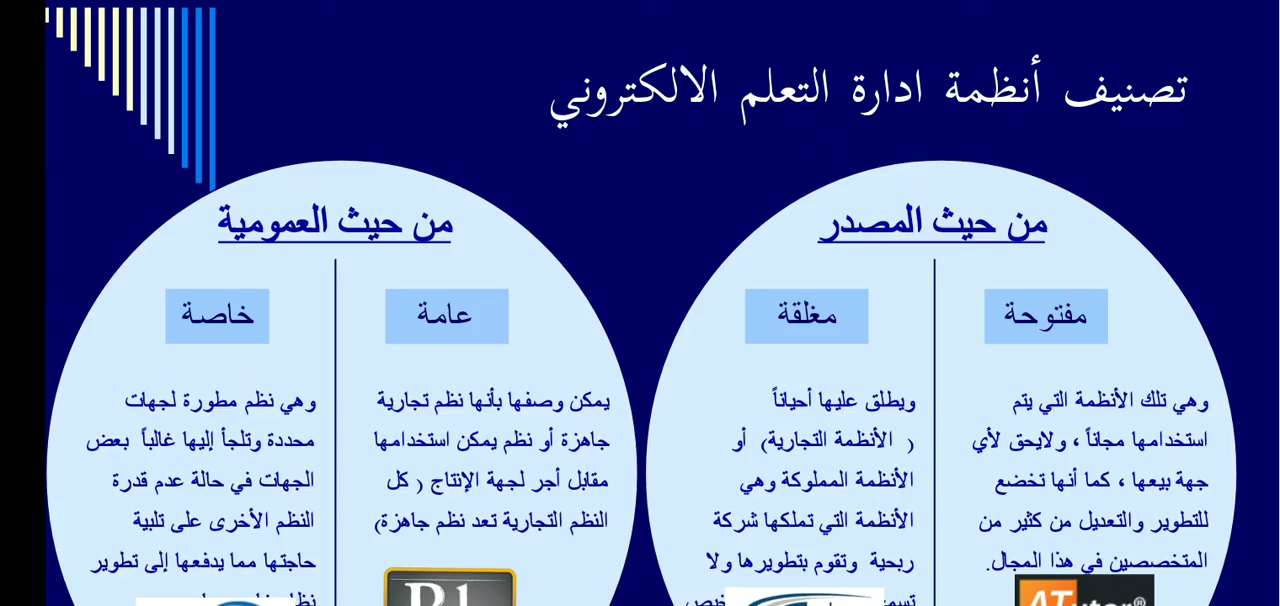 تصنيف أنظمة ادارة التعلم الالكتروني
من حيث المصدر
مفتوحة
وهي تلك الأنظمة التي يتم
استخدامها مجاناً ، ولايحق لأي
جهة بيعها ، كما أنها تخضع
للتطوير والتعديل من كثير من
المتخصصين في هذا المجال.
ATutor®
مغلقة
ويطلق عليها أحياناً
( الأنظمة التجارية) أو
الأنظمة المملوكة وهي
الأنظمة التي تملكها شركة
ربحية وتقوم بتطويرها ولا
من حيث العمومية
عامة
يمكن وصفها بأنها نظم تجارية
جاهزة أو نظم يمكن استخدامها
مقابل أجر لجهة الإنتاج ( كل
النظم التجارية تعد نظم جاهزة)
خاصة
وهي نظم مطورة لجهات
محددة وتلجأ إليها غالباً بعض
الجهات في حالة عدم قدرة
النظم الأخرى على تلبية
حاجتها مما يدفعها إلى تطوير